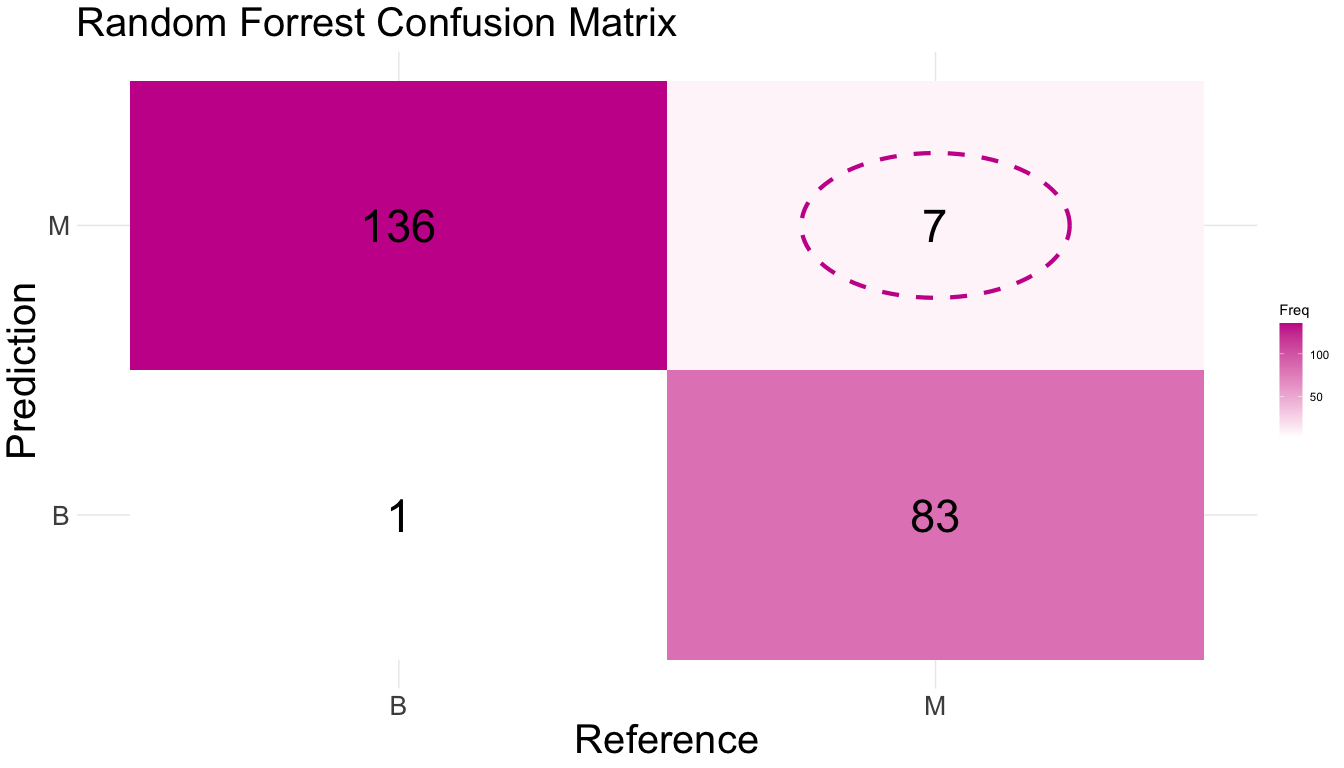 Random Forrest Confusion Matrix
M
136
7
Prediction
Freq
100
50
B
1
83
B
M
Reference